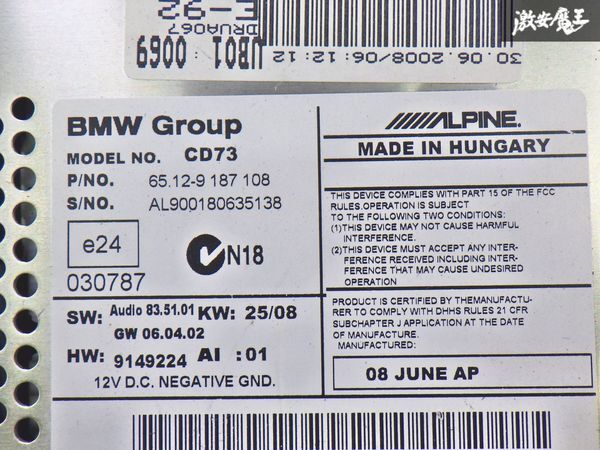 激安魔王
E-92
DRUA067
UB01 0069
30.06.2008/06:12:12
BMW Group
MODEL NO. CD73
P/NO. 65.12-9 187 108
S/NO. AL900180635138
e24
N18
030787
SW: Audio 83.51.01 KW: 25/08
GW 06.04.02
HW: 9149224 AI : 01
12V D.C. NEGATIVE GND.
ALPINE.
MADE IN HUNGARY
THIS DEVICE COMPLIES WITH PART 15 OF THE FCC
RULES.OPERATION IS SUBJECT
TO THE FOLLOWING TWO CONDITIONS:
(1)THIS DEVICE MAY NOT CAUSE HARMFUL
INTERFERENCE.
(2)THIS DEVICE MUST ACCEPT ANY INTER-
FERENCE RECEIVED INCLUDING INTER-
FERENCE THAT MAY CAUSE UNDESIRED
OPERATION
PRODUCT IS CERTIFIED BY THEMANUFACTU-
RER TO COMPLY WITH DHHS RULES 21 CFR
SUBCHAPTER J APPLICATION AT THE DATE
OF MANUFACTURE.
MANUFACTURED:
08 JUNE AP